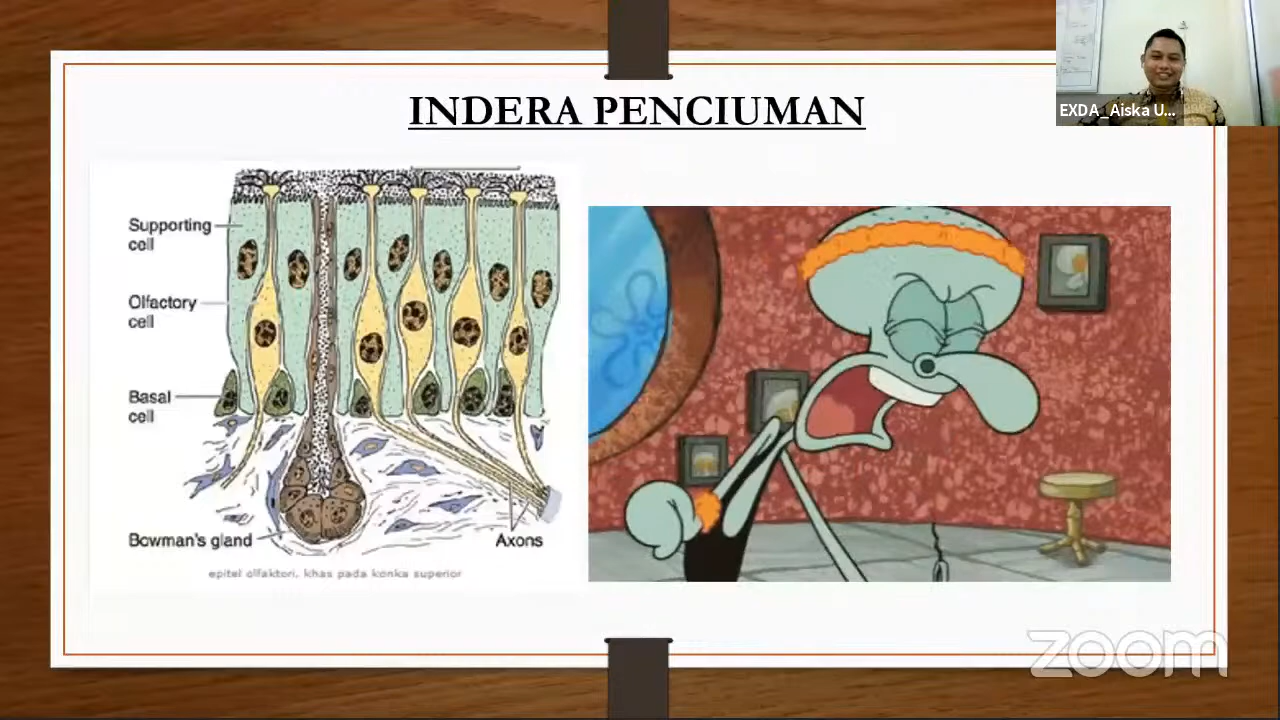 INDERA PENCIUMAN
EXDA_Aiska U...
Supporting
cell
Olfactory
cell
Basal
cell
Bowman's gland
Axons
epitel olfaktori, khas pada konka superior
zoom